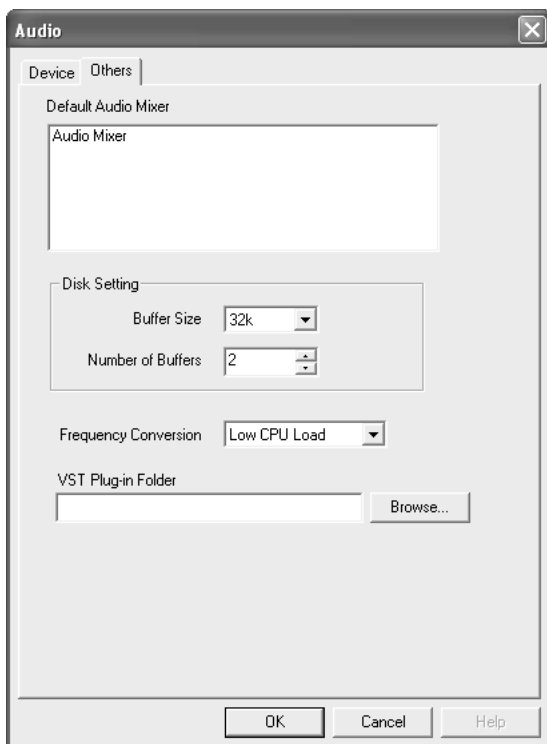 Audio
Device Others
Default Audio Mixer
Audio Mixer
Disk Setting
Buffer Size 32k
Number of Buffers 2
Frequency Conversion Low CPU Load
VST Plug-in Folder
Browse...
OK Cancel Help